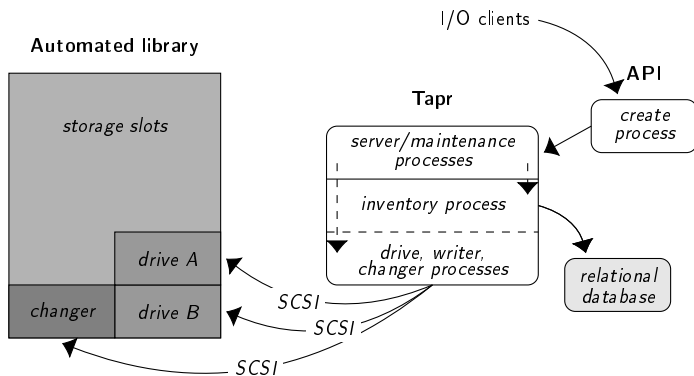 I/O clients
Automated library
API
Tapr
create
process
storage slots
server/maintenance
processes
inventory process
drive A
drive, writer,
changer processes
relational
database
changer
drive B
SCSI
SCSI
SCSI